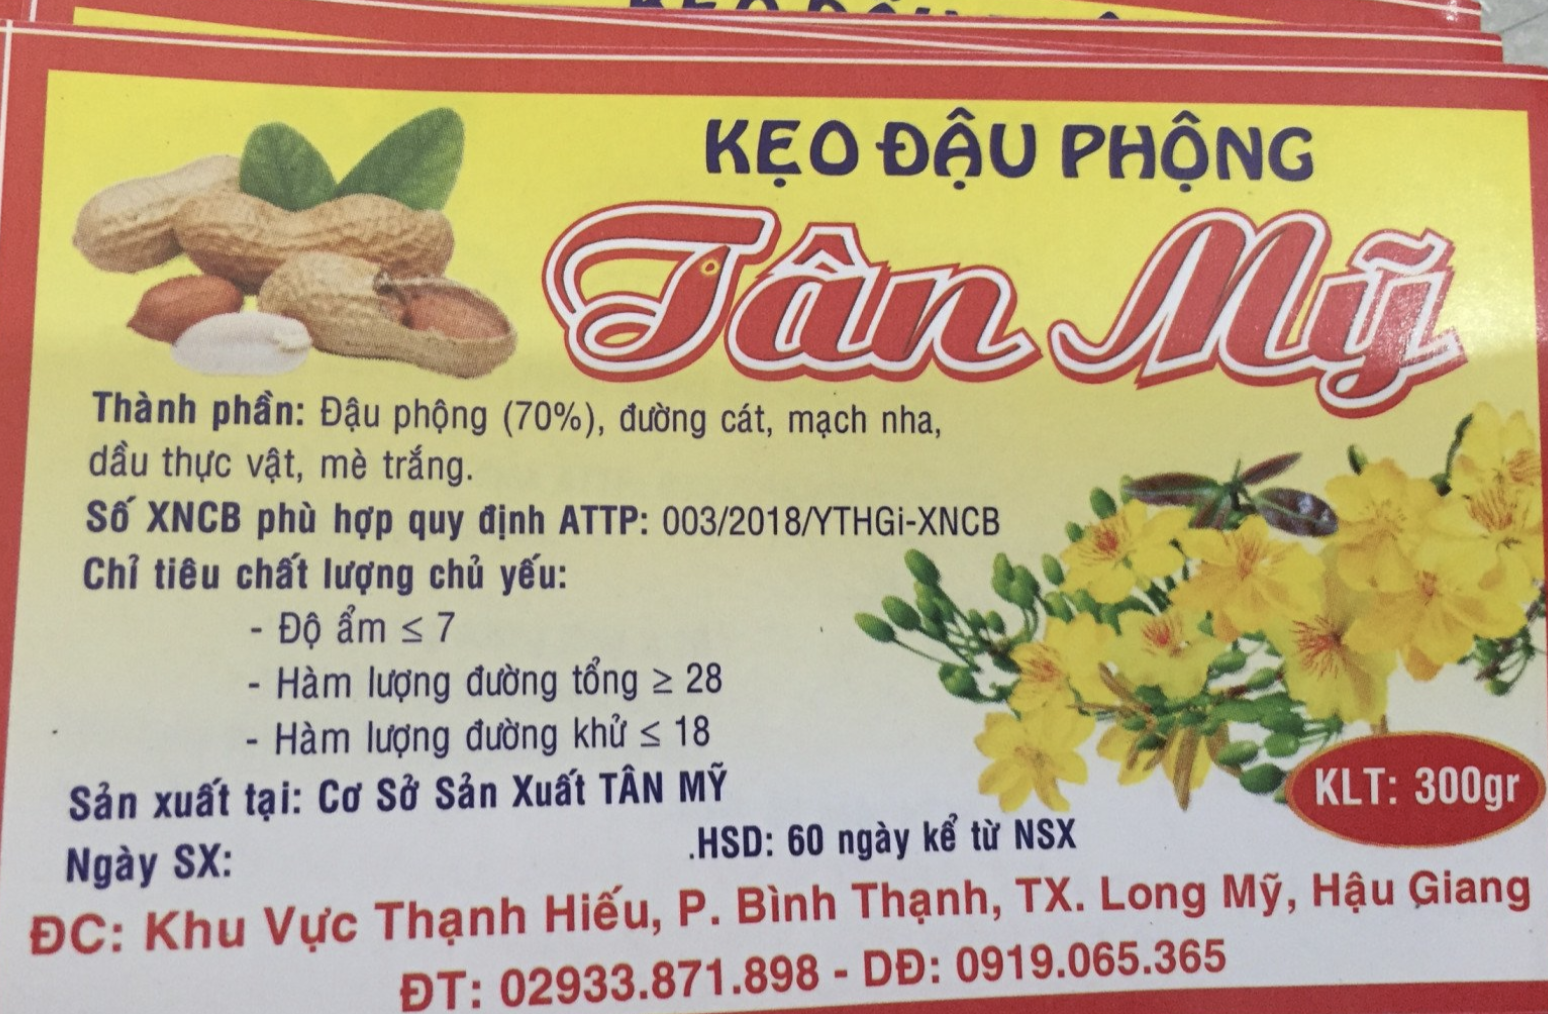 KẸO ĐẬU PHỘNG
Tân Mỹ
Thành phần: Đậu phộng (70%), đường cát, mạch nha,
dầu thực vật, mè trắng.
Số XNCB phù hợp quy định ATTP: 003/2018/YTHGi-XNCB
Chỉ tiêu chất lượng chủ yếu:
- Độ ẩm ≤ 7
- Hàm lượng đường tổng ≥ 28
- Hàm lượng đường khử ≤ 18
KLT: 300gr
Sản xuất tại: Cơ Sở Sản Xuất TÂN MỸ
Ngày SX: .HSD: 60 ngày kể từ NSX
ĐC: Khu Vực Thạnh Hiếu, P. Bình Thạnh, TX. Long Mỹ, Hậu Giang
ĐT: 02933.871.898 - DĐ: 0919.065.365